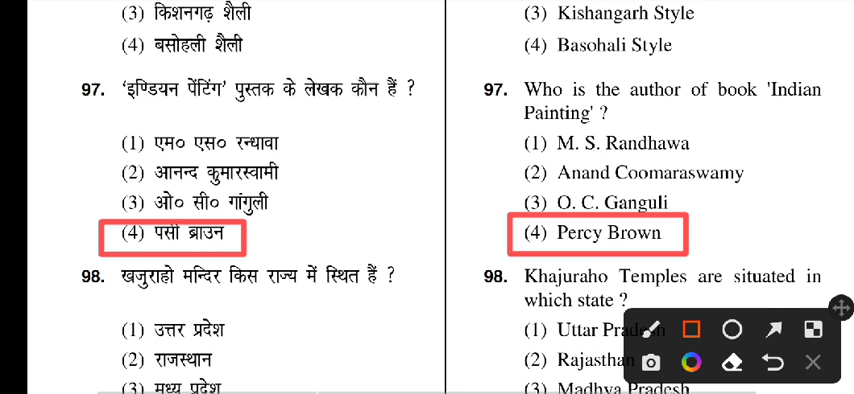 (3) किशनगढ़ शैली
(4) बसोहली शैली
97. 'इण्डियन पेंटिंग' पुस्तक के लेखक कौन हैं ?
(1) एम० एस० रन्धावा
(2) आनन्द कुमारस्वामी
(3) ओ० सी० गांगुली
(4) पर्सी ब्राउन
98. खजुराहो मन्दिर किस राज्य में स्थित हैं ?
(1) उत्तर प्रदेश
(2) राजस्थान
(3) मध्य प्रदेश
(3) Kishangarh Style
(4) Basohali Style
97. Who is the author of book 'Indian
Painting' ?
(1) M. S. Randhawa
(2) Anand Coomaraswamy
(3) O. C. Ganguli
(4) Percy Brown
98. Khajuraho Temples are situated in
which state ?
(1) Uttar Pradesh
(2) Rajasthan
(3) Madhya Pradesh